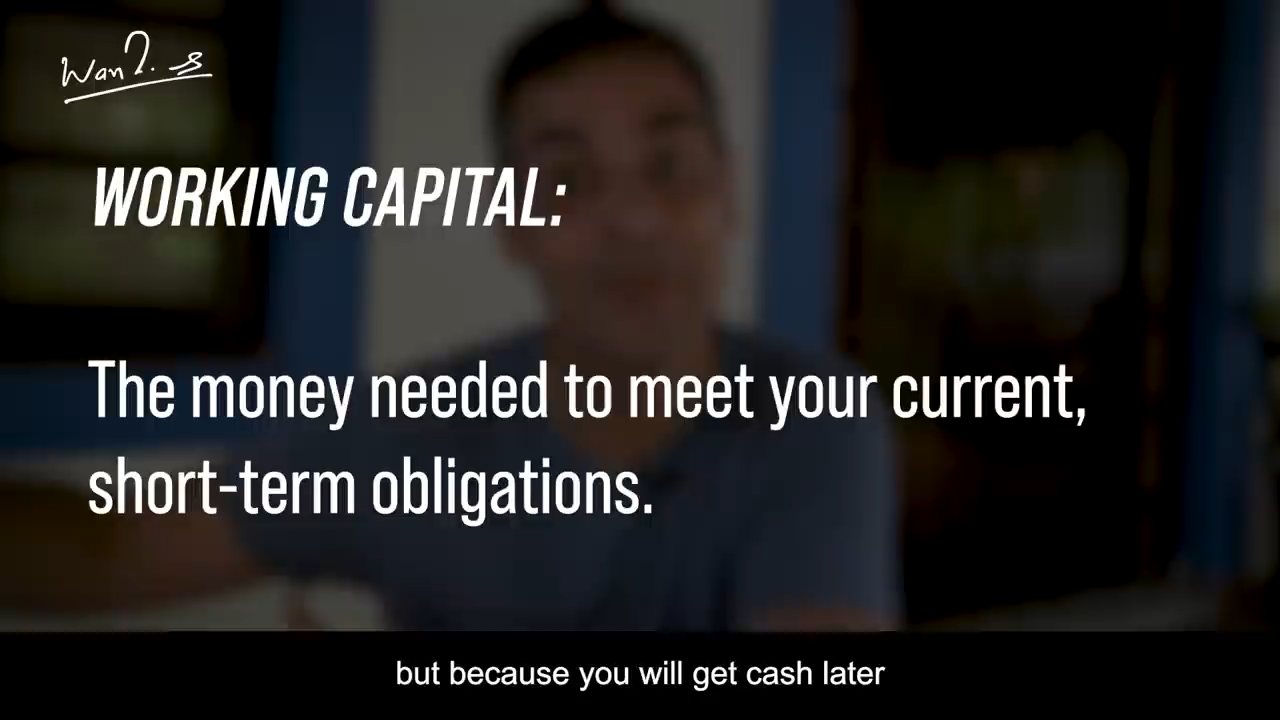 WORKING CAPITAL:
The money needed to meet your current,
short-term obligations.
but because you will get cash later